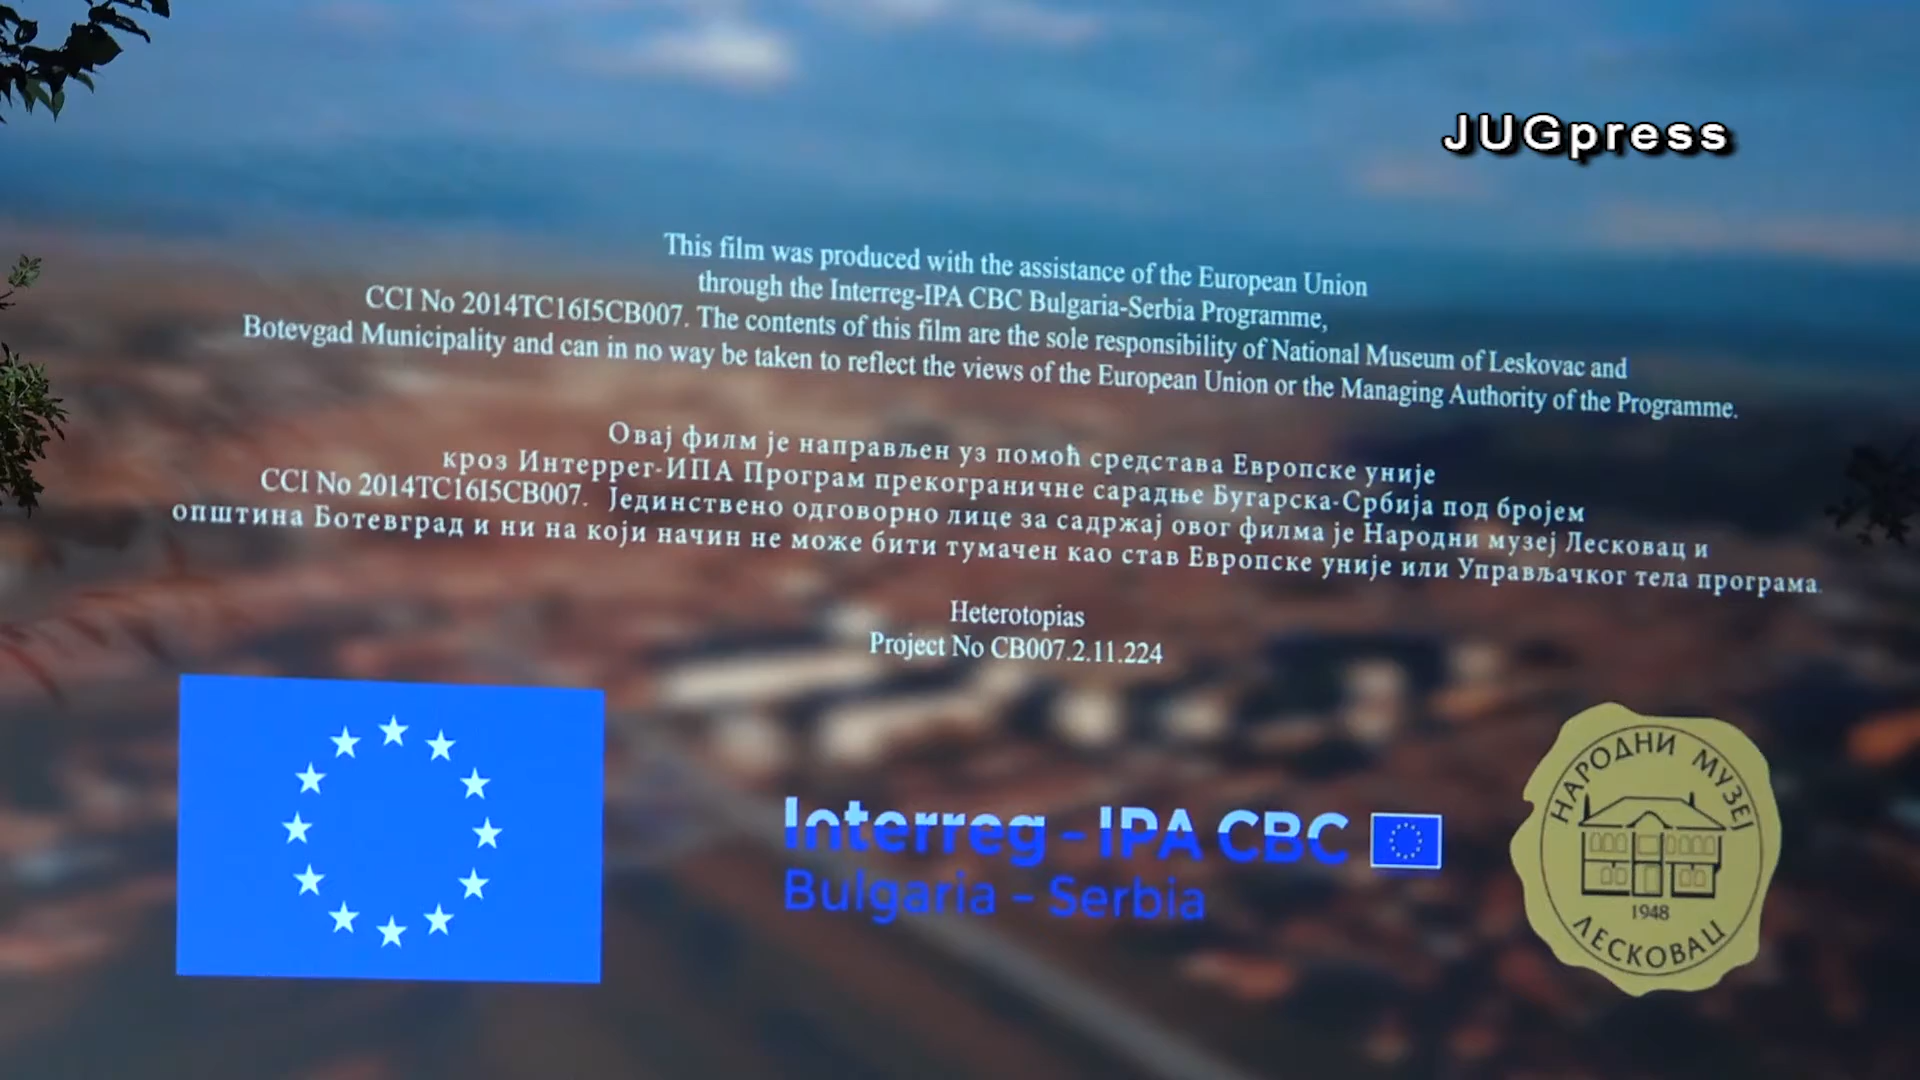 JUGpress
This film was produced with the assistance of the European Union
through the Interreg-IPA CBC Bulgaria-Serbia Programme,
CCI No 2014TC16I5CB007. The contents of this film are the sole responsibility of National Museum of Leskovac and
Botevgad Municipality and can in no way be taken to reflect the views of the European Union or the Managing Authority of the Programme.
Овај филм је направљен уз помоћ средстава Европске уније
кроз Интеррег-ИПА Програм прекограничне сарадње Бугарска-Србија под бројем
CCI No 2014TC16I5CB007. Јединствено одговорно лице за садржај овог филма је Народни музеј Лесковац и
општина Ботевград и ни на који начин не може бити тумачен као став Европске уније или Управљачког тела програма.
Heterotopias
Project No CB007.2.11.224
Interreg - IPA CBC
Bulgaria - Serbia
НАРОДНИ МУЗЕЈ
1948
ЛЕСКОВАЦ